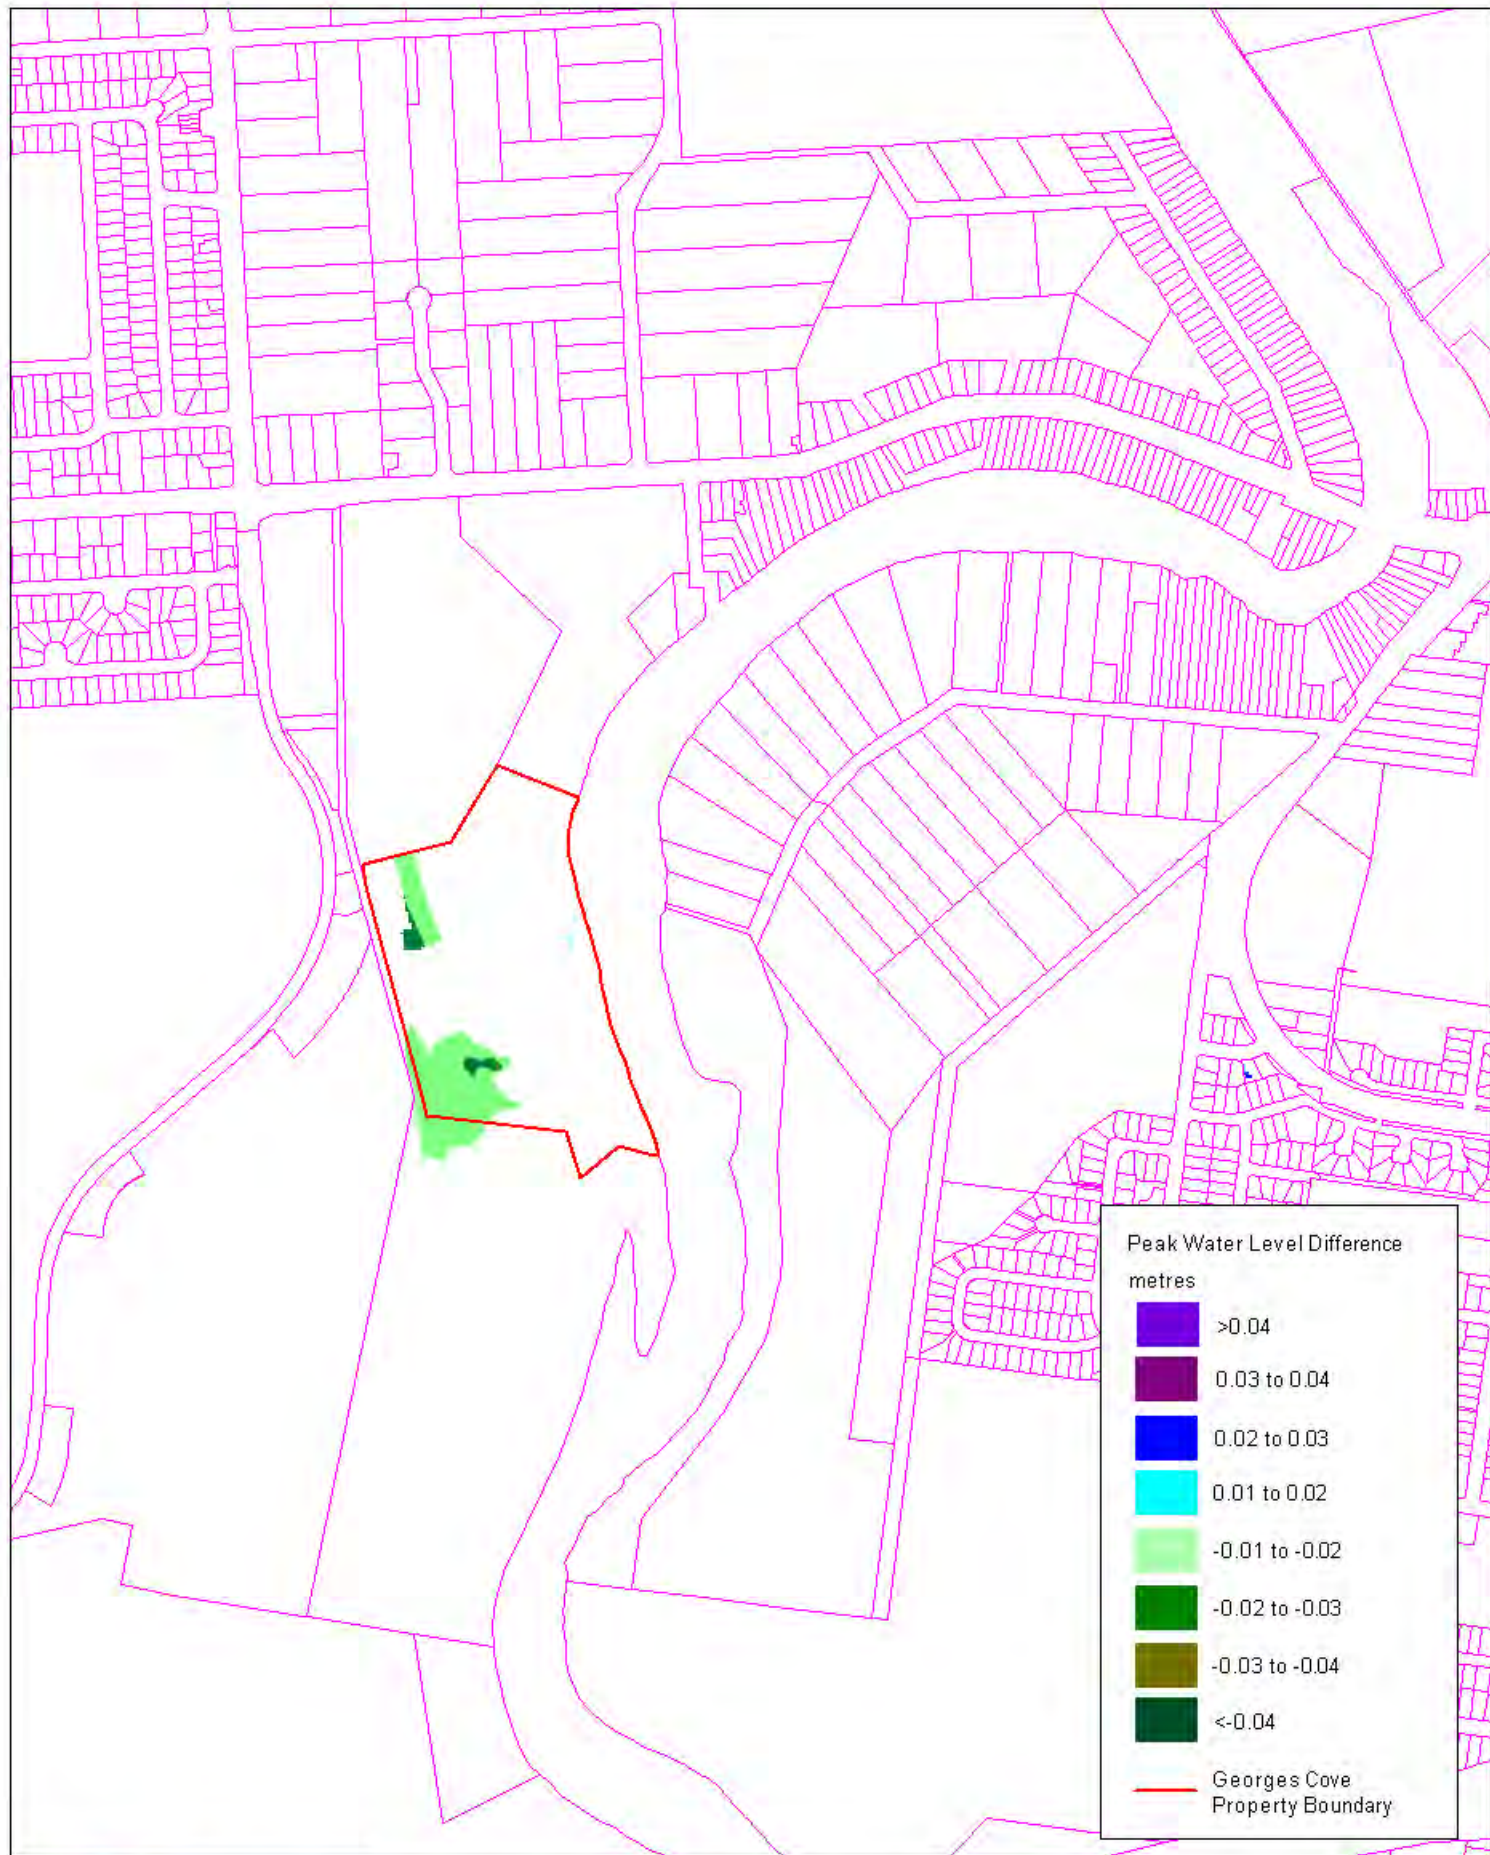 Peak Water Level Difference
metres
>0.04
0.03 to 0.04
0.02 to 0.03
0.01 to 0.02
-0.01 to -0.02
-0.02 to -0.03
-0.03 to -0.04
<-0.04
Georges Cove
Property Boundary